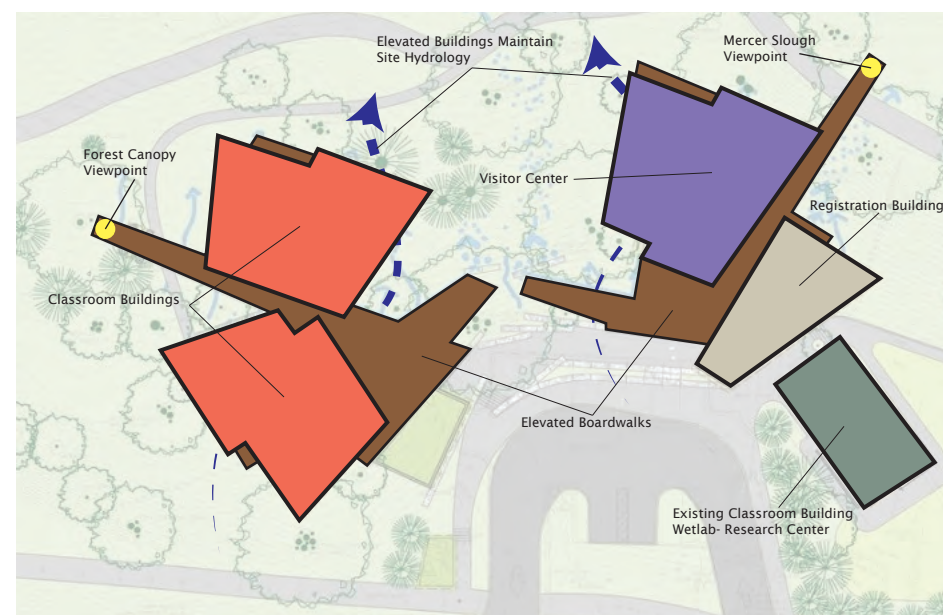 Elevated Buildings Maintain
Site Hydrology
Mercer Slough
Viewpoint
Forest Canopy
Viewpoint
Visitor Center
Registration Building
Classroom Buildings
Elevated Boardwalks
Existing Classroom Building
Wetlab- Research Center